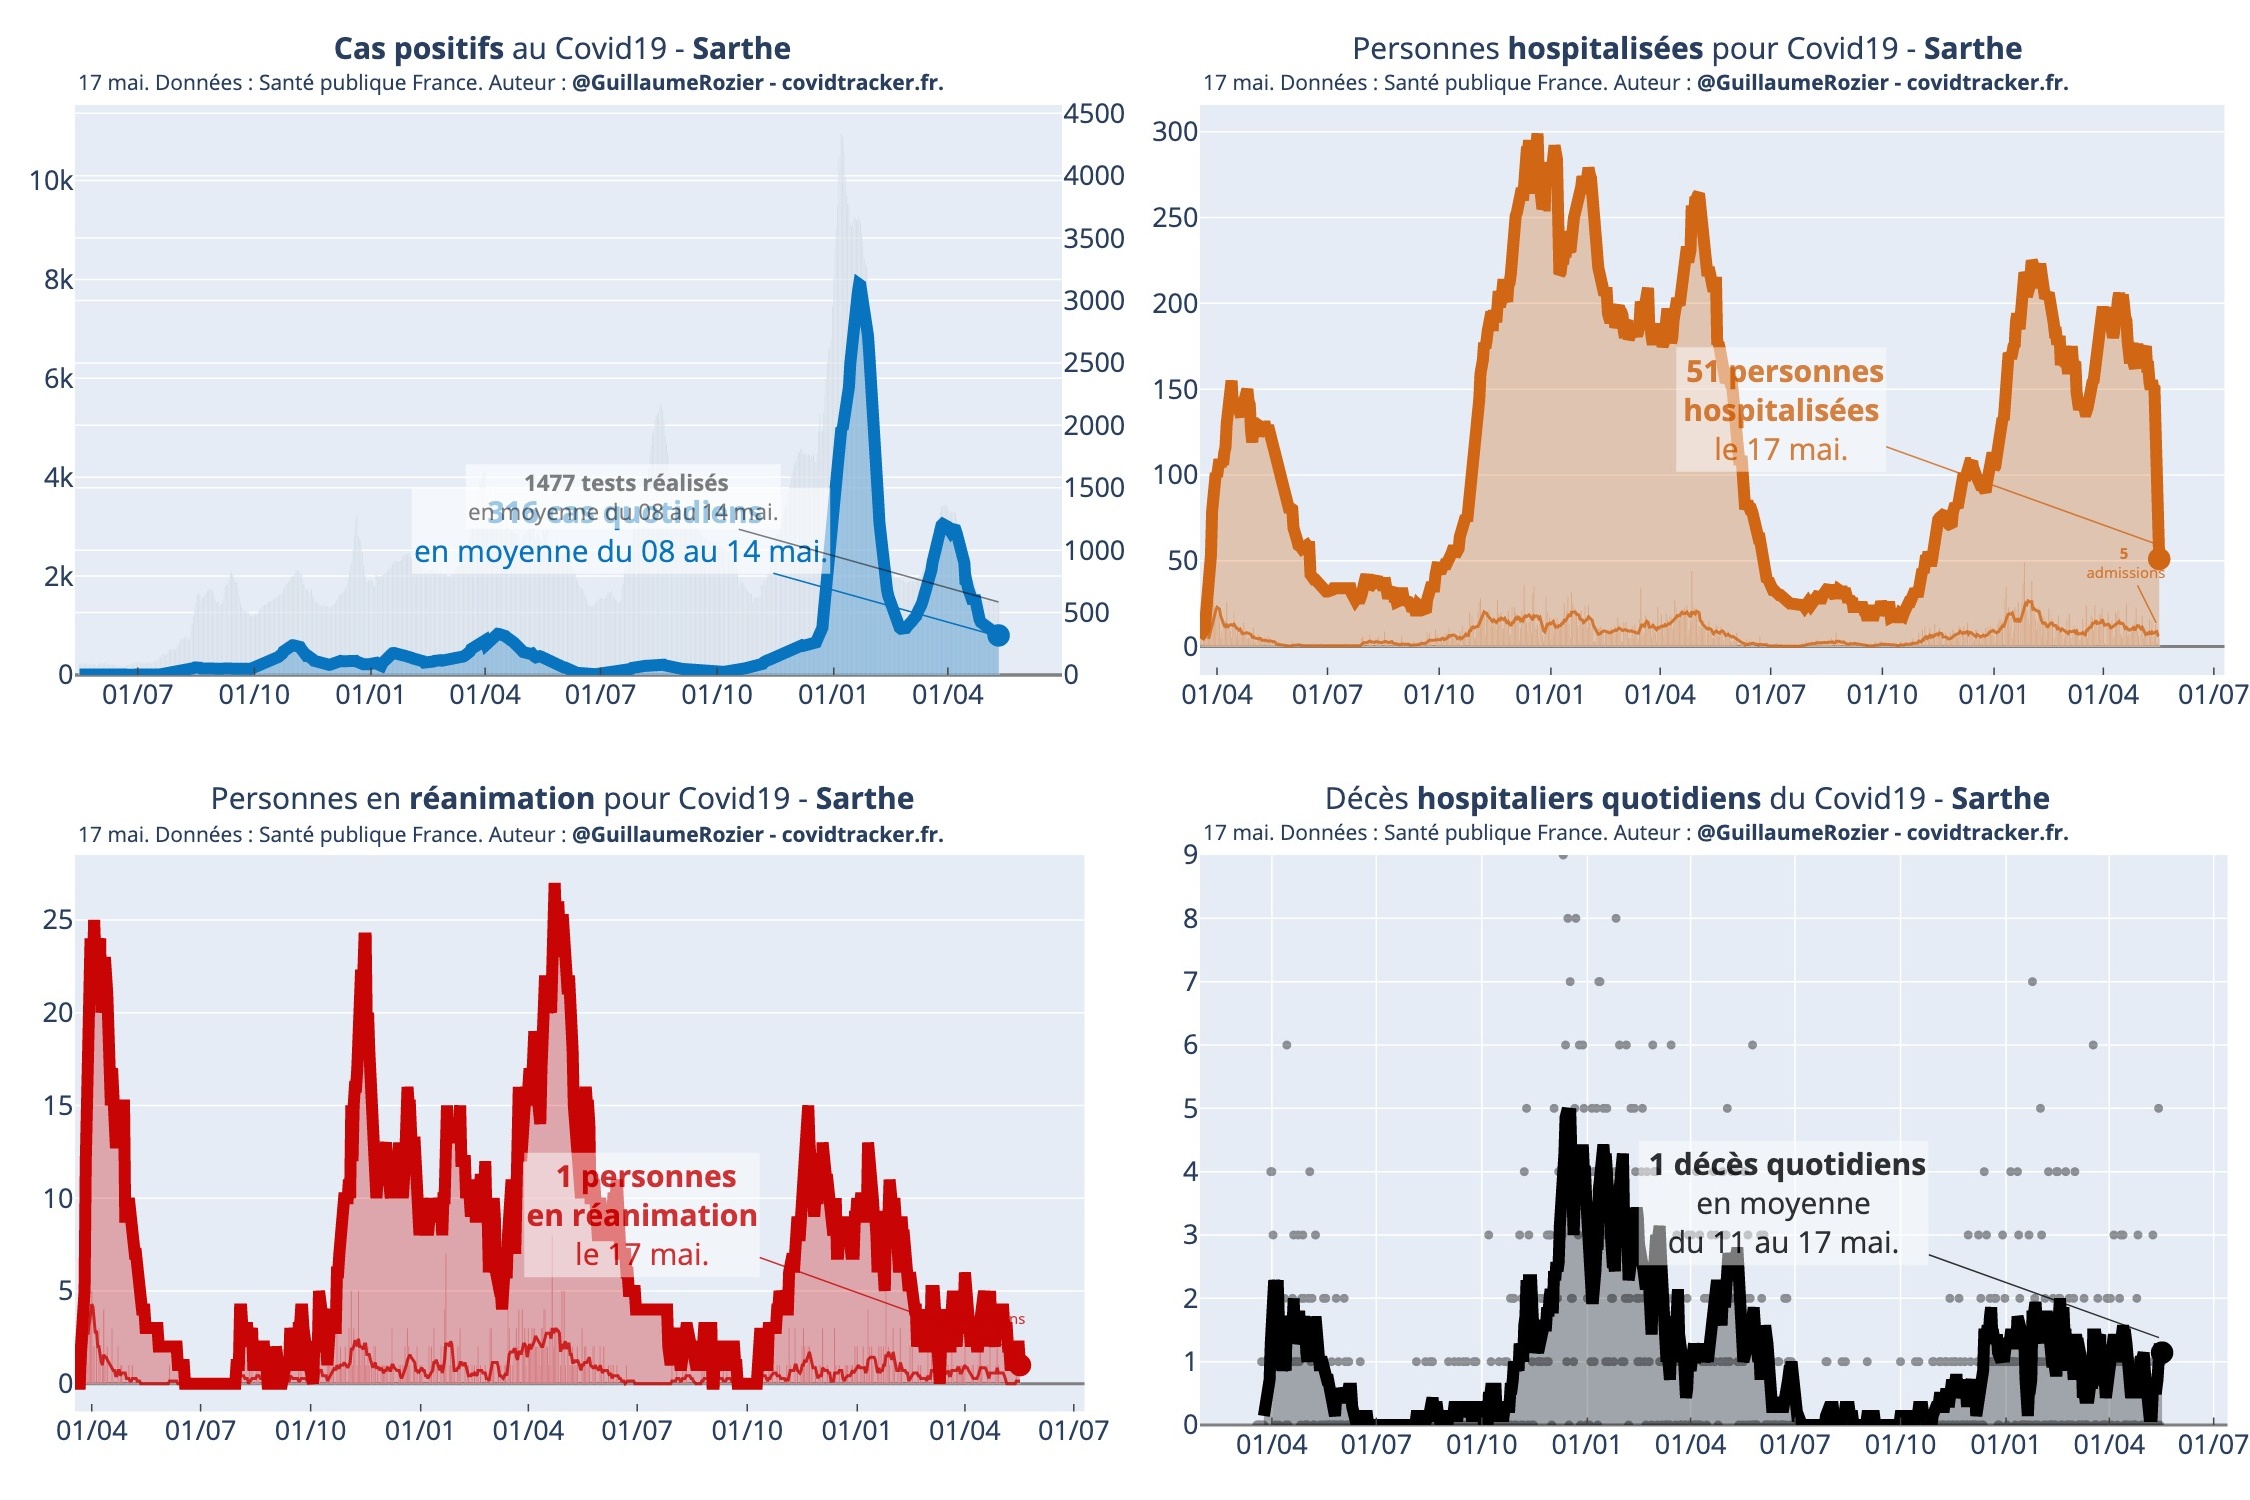 Cas positifs au Covid19 - Sarthe
17 mai. Données : Santé publique France. Auteur : @GuillaumeRozier - covidtracker.fr.
10k
8k
6k
4k
2k
0
4500
4000
3500
3000
2500
2000
1500
1000
500
0
1477 tests réalisés
en moyenne du 08 au 14 mai.
316 cas quotidiens
en moyenne du 08 au 14 mai.
01/07 01/10 01/01 01/04 01/07 01/10 01/01 01/04
Personnes hospitalisées pour Covid19 - Sarthe
17 mai. Données : Santé publique France. Auteur : @GuillaumeRozier - covidtracker.fr.
300
250
200
150
100
50
0
51 personnes
hospitalisées
le 17 mai.
5
admissions
01/04 01/07 01/10 01/01 01/04 01/07 01/10 01/01 01/04 01/07
Personnes en réanimation pour Covid19 - Sarthe
17 mai. Données : Santé publique France. Auteur : @GuillaumeRozier - covidtracker.fr.
25
20
15
10
5
0
1 personnes
en réanimation
le 17 mai.
ns
01/04 01/07 01/10 01/01 01/04 01/07 01/10 01/01 01/04 01/07
Décès hospitaliers quotidiens du Covid19 - Sarthe
17 mai. Données : Santé publique France. Auteur : @GuillaumeRozier - covidtracker.fr.
9
8
7
6
5
4
3
2
1
0
1 décès quotidiens
en moyenne
du 11 au 17 mai.
01/04 01/07 01/10 01/01 01/04 01/07 01/10 01/01 01/04 01/07